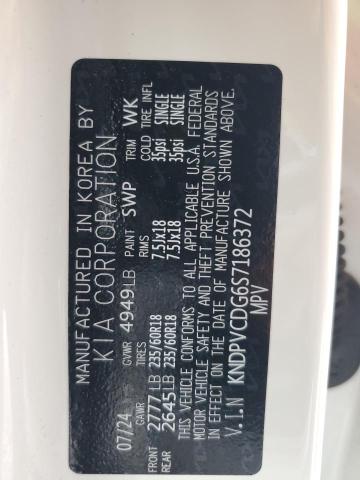 MANUFACTURED IN KOREA BY
KIA CORPORATION
07/24 GVWR 4949LB PAINT SWP TRIM WK
GAWR TIRES RIMS COLD TIRE INFL
FRONT 2777LB 235/60R18 7.5JX18 35psi SINGLE
REAR 2645LB 235/60R18 7.5JX18 35psi SINGLE
THIS VEHICLE CONFORMS TO ALL APPLICABLE U.S.A. FEDERAL
MOTOR VEHICLE SAFETY AND THEFT PREVENTION STANDARDS
IN EFFECT ON THE DATE OF MANUFACTURE SHOWN ABOVE.
V.I.N KNDPVCDG6S7186372
MPV